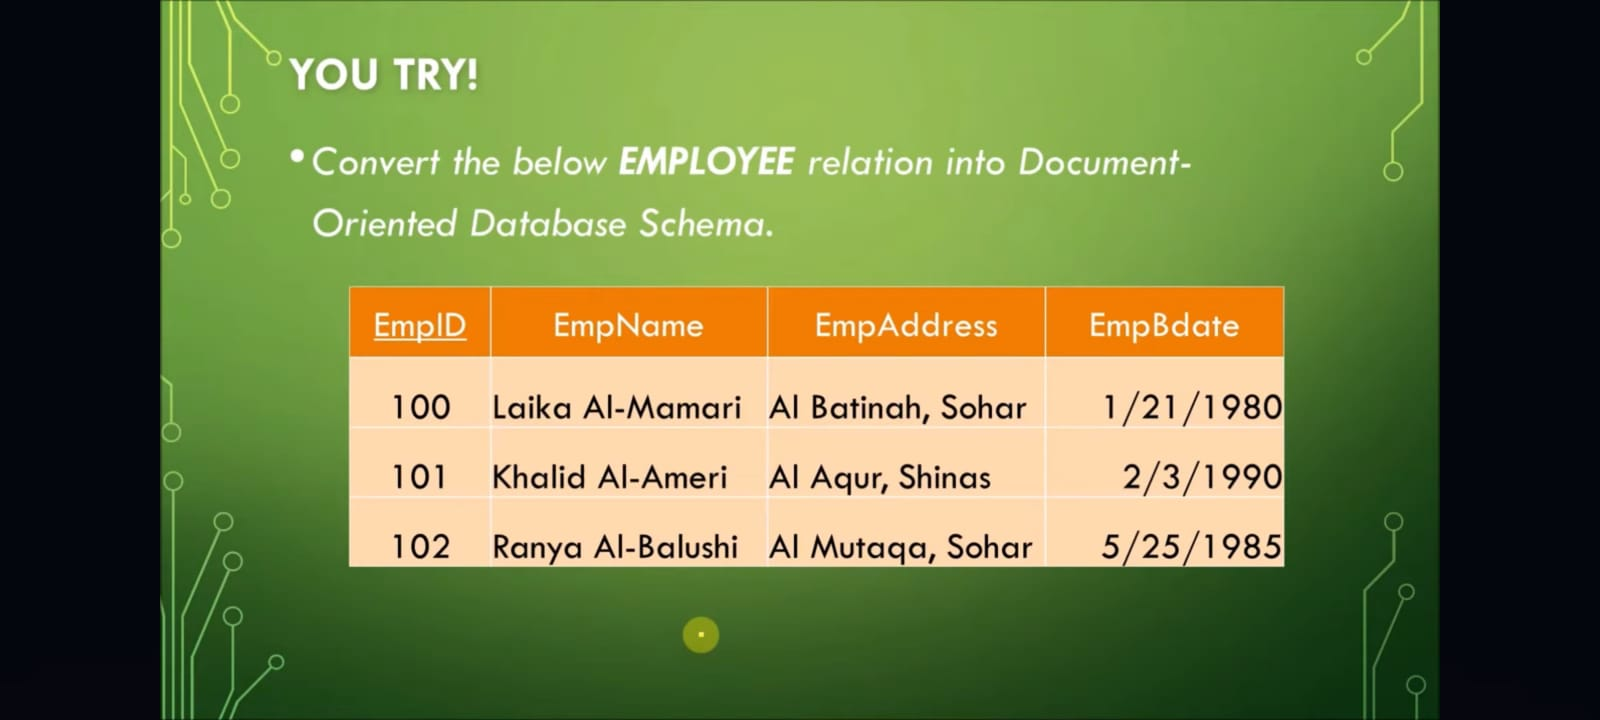 YOU TRY!
•Convert the below EMPLOYEE relation into Document-
Oriented Database Schema.
EmpID EmpName EmpAddress EmpBdate
100 Laika Al-Mamari Al Batinah, Sohar 1/21/1980
101 Khalid Al-Ameri Al Aqur, Shinas 2/3/1990
102 Ranya Al-Balushi Al Mutaqa, Sohar 5/25/1985